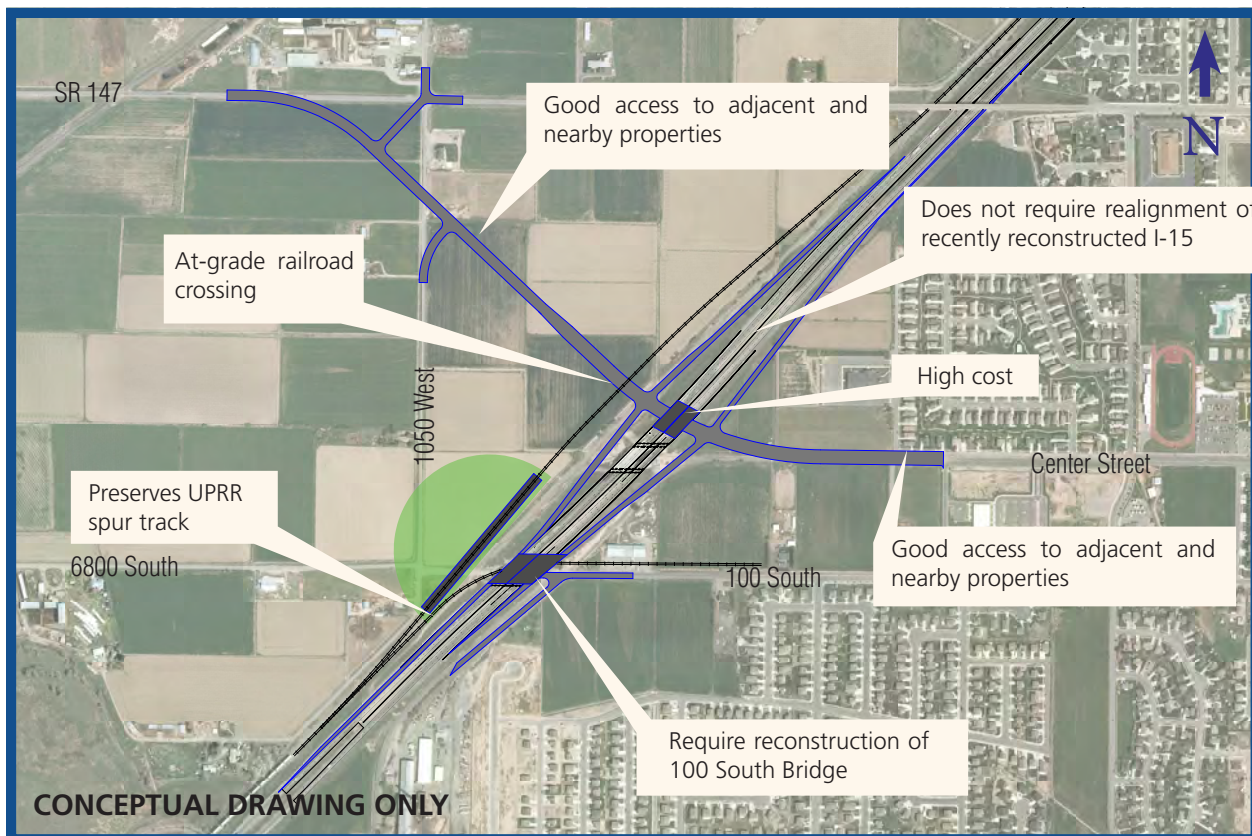 SR 147
Good access to adjacent and
nearby properties
N
Does not require realignment of
recently reconstructed I-15
At-grade railroad
crossing
High cost
1050 West
Center Street
Preserves UPRR
spur track
6800 South
100 South
Good access to adjacent and
nearby properties
Require reconstruction of
100 South Bridge
CONCEPTUAL DRAWING ONLY